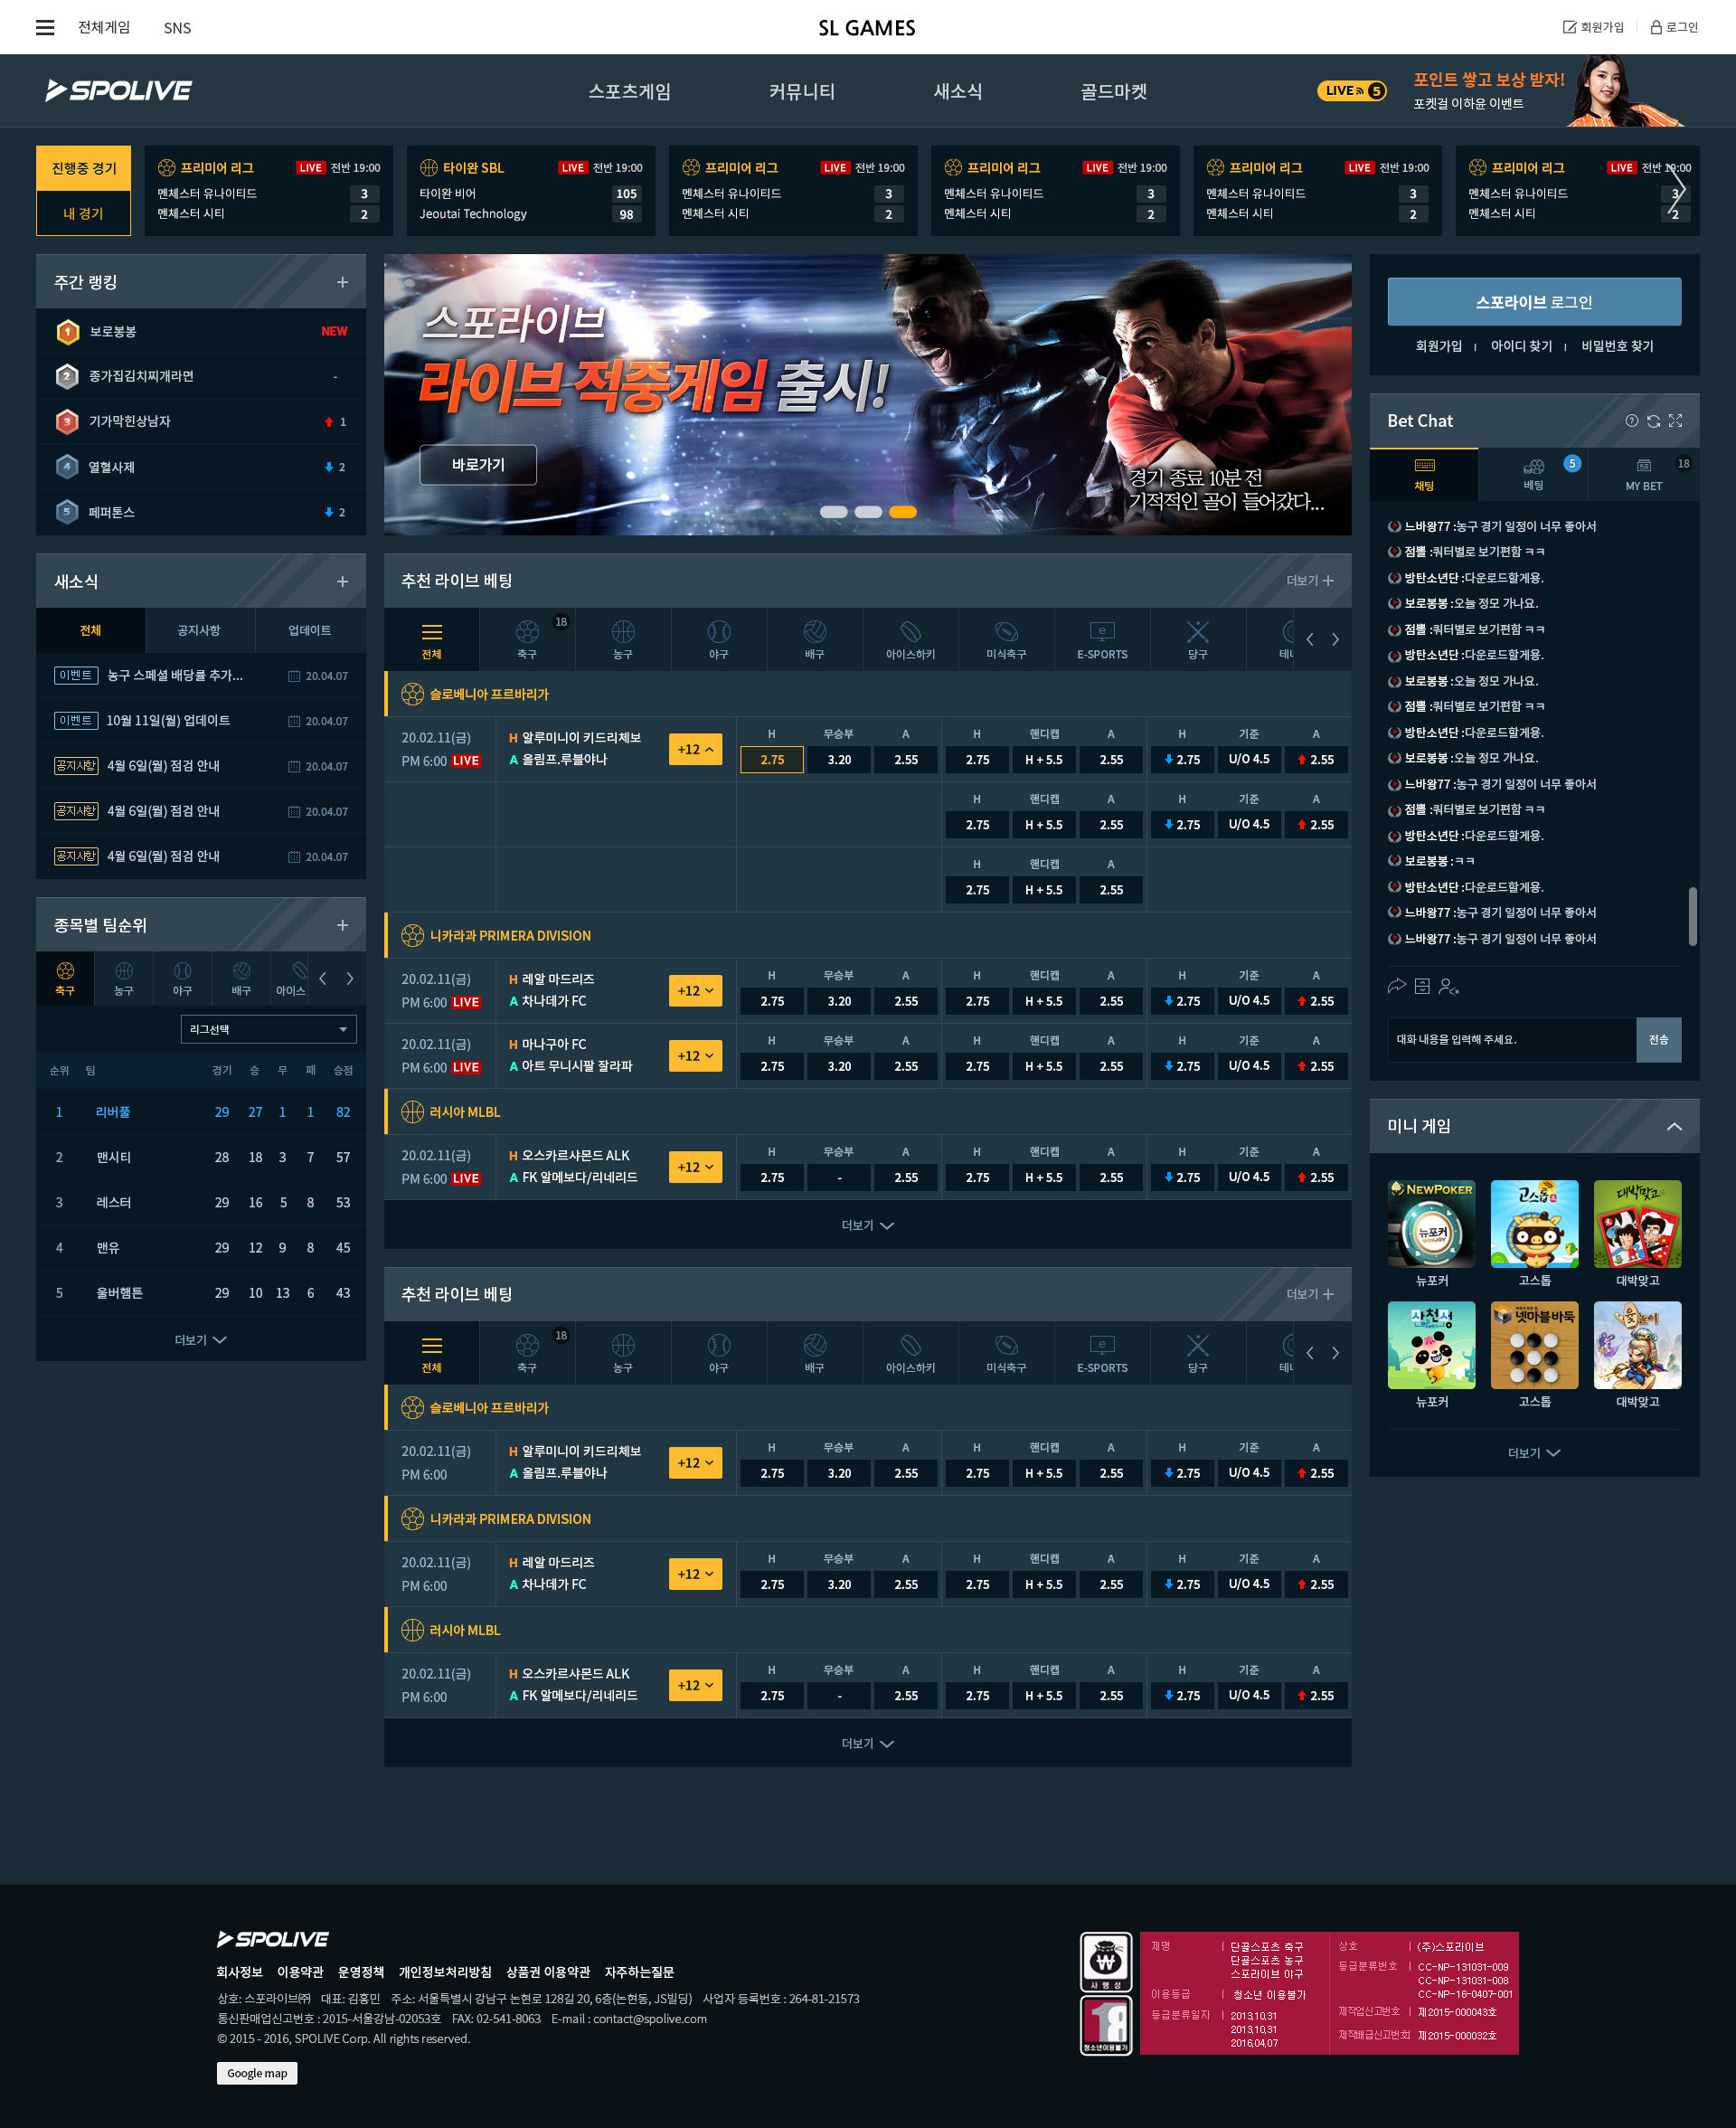 전체게임 SNS SL GAMES 회원가입 로그인
SPOLIVE 스포츠게임 커뮤니티 새소식 골드마켓 LIVE 5
포인트 쌓고 보상 받자!
포켓걸 이하윤 이벤트
진행중 경기
내 경기
프리미어 리그 LIVE 전반 19:00
멘체스터 유나이티드 3
멘체스터 시티 2
타이완 SBL LIVE 전반 19:00
타이완 비어 105
Jeoutai Technology 98
프리미어 리그 LIVE 전반 19:00
멘체스터 유나이티드 3
멘체스터 시티 2
프리미어 리그 LIVE 전반 19:00
멘체스터 유나이티드 3
멘체스터 시티 2
프리미어 리그 LIVE 전반 19:00
멘체스터 유나이티드 3
멘체스터 시티 2
프리미어 리그 LIVE 전반 19:00
멘체스터 유나이티드 3
멘체스터 시티 2
주간 랭킹
1 보로봉봉 NEW
2 종가집김치찌개라면 -
3 기가막힌상남자 1
4 열혈사제 2
5 페퍼톤스 2
새소식
전체 공지사항 업데이트
이벤트 농구 스페셜 배당률 추가... 20.04.07
이벤트 10월 11일(월) 업데이트 20.04.07
공지사항 4월 6일(월) 점검 안내 20.04.07
공지사항 4월 6일(월) 점검 안내 20.04.07
공지사항 4월 6일(월) 점검 안내 20.04.07
종목별 팀순위
축구 농구 야구 배구 아이스
리그선택
순위 팀 경기 승 무 패 승점
1 리버풀 29 27 1 1 82
2 맨시티 28 18 3 7 57
3 레스터 29 16 5 8 53
4 맨유 29 12 9 8 45
5 울버햄튼 29 10 13 6 43
더보기
스포라이브
라이브 적중게임 출시!
바로가기
경기 종료 10분 전
기적적인 골이 들어갔다...
추천 라이브 베팅 더보기
전체 축구 18 농구 야구 배구 아이스하키 미식축구 E-SPORTS 당구 테니
슬로베니아 프르바리가
20.02.11(금) H 알루미니이 키드리체보 +12 H 무승부 A H 핸디캡 A H 기준 A
PM 6:00 LIVE A 올림프.루블야나 2.75 3.20 2.55 2.75 H + 5.5 2.55 2.75 U/O 4.5 2.55
H 핸디캡 A H 기준 A
2.75 H + 5.5 2.55 2.75 U/O 4.5 2.55
H 핸디캡 A
2.75 H + 5.5 2.55
니카라과 PRIMERA DIVISION
20.02.11(금) H 레알 마드리즈 +12 H 무승부 A H 핸디캡 A H 기준 A
PM 6:00 LIVE A 차나데가 FC 2.75 3.20 2.55 2.75 H + 5.5 2.55 2.75 U/O 4.5 2.55
20.02.11(금) H 마나구아 FC +12 H 무승부 A H 핸디캡 A H 기준 A
PM 6:00 LIVE A 아트 무니시팔 잘라파 2.75 3.20 2.55 2.75 H + 5.5 2.55 2.75 U/O 4.5 2.55
러시아 MLBL
20.02.11(금) H 오스카르샤몬드 ALK +12 H 무승부 A H 핸디캡 A H 기준 A
PM 6:00 LIVE A FK 알메보다/리네리드 2.75 - 2.55 2.75 H + 5.5 2.55 2.75 U/O 4.5 2.55
더보기
추천 라이브 베팅 더보기
전체 축구 18 농구 야구 배구 아이스하키 미식축구 E-SPORTS 당구 테니
슬로베니아 프르바리가
20.02.11(금) H 알루미니이 키드리체보 +12 H 무승부 A H 핸디캡 A H 기준 A
PM 6:00 A 올림프.루블야나 2.75 3.20 2.55 2.75 H + 5.5 2.55 2.75 U/O 4.5 2.55
니카라과 PRIMERA DIVISION
20.02.11(금) H 레알 마드리즈 +12 H 무승부 A H 핸디캡 A H 기준 A
PM 6:00 A 차나데가 FC 2.75 3.20 2.55 2.75 H + 5.5 2.55 2.75 U/O 4.5 2.55
러시아 MLBL
20.02.11(금) H 오스카르샤몬드 ALK +12 H 무승부 A H 핸디캡 A H 기준 A
PM 6:00 A FK 알메보다/리네리드 2.75 - 2.55 2.75 H + 5.5 2.55 2.75 U/O 4.5 2.55
더보기
스포라이브 로그인
회원가입 아이디 찾기 비밀번호 찾기
Bet Chat
채팅 베팅 5 MY BET 18
느바왕77 :농구 경기 일정이 너무 좋아서
점뽈 :쿼터별로 보기편함 ㅋㅋ
방탄소년단 :다운로드할게용.
보로봉봉 :오늘 정모 가나요.
점뽈 :쿼터별로 보기편함 ㅋㅋ
방탄소년단 :다운로드할게용.
보로봉봉 :오늘 정모 가나요.
점뽈 :쿼터별로 보기편함 ㅋㅋ
방탄소년단 :다운로드할게용.
보로봉봉 :오늘 정모 가나요.
느바왕77 :농구 경기 일정이 너무 좋아서
점뽈 :쿼터별로 보기편함 ㅋㅋ
방탄소년단 :다운로드할게용.
보로봉봉 :ㅋㅋ
방탄소년단 :다운로드할게용.
느바왕77 :농구 경기 일정이 너무 좋아서
느바왕77 :농구 경기 일정이 너무 좋아서
대화 내용을 입력해 주세요. 전송
미니 게임
NEWPOKER 뉴포커 고스톱 대박맞고
뉴포커 고스톱 대박맞고
사천성 넷마블바둑 윷놀이
뉴포커 고스톱 대박맞고
더보기
SPOLIVE
회사정보 이용약관 운영정책 개인정보처리방침 상품권 이용약관 자주하는질문
상호: 스포라이브㈜ 대표: 김홍민 주소: 서울특별시 강남구 논현로 128길 20, 6층(논현동, JS빌딩) 사업자 등록번호 : 264-81-21573
통신판매업신고번호 : 2015-서울강남-02053호 FAX: 02-541-8063 E-mail : contact@spolive.com
© 2015 - 2016, SPOLIVE Corp. All rights reserved.
Google map
사행성
18
청소년이용불가
제명 단골스포츠 축구
단골스포츠 농구
스포라이브 야구
이용등급 청소년 이용불가
등급분류일자 2013.10.31
2013.10.31
2016.04.07
상호 (주)스포라이브
등급분류번호 CC-NP-131031-009
CC-NP-131031-008
CC-NP-16-0407-001
제작업신고번호 제2015-000043호
제작배급신고번호 제2015-000032호